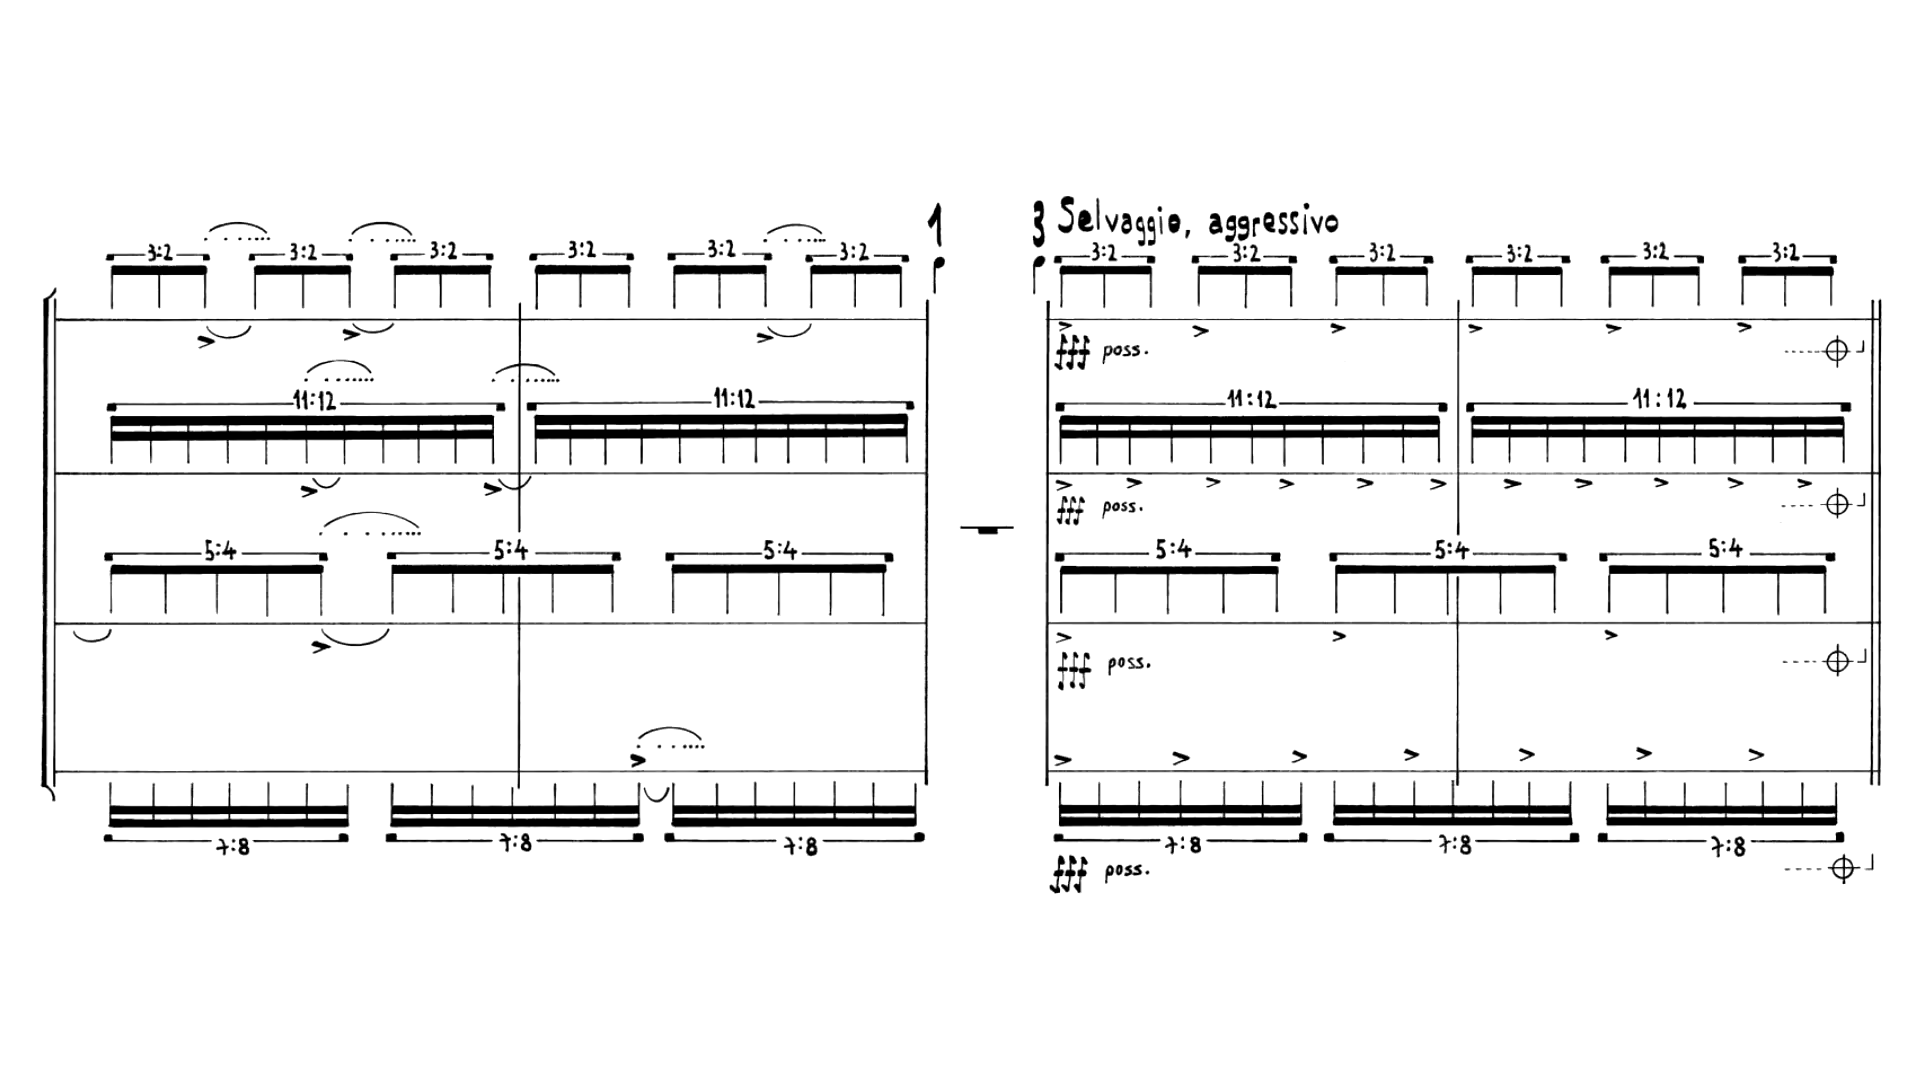 1
3 Selvaggio, aggressivo
3:2 3:2 3:2 3:2 3:2 3:2 3:2 3:2 3:2 3:2 3:2 3:2
fff poss.
11:12 11:12 11:12 11:12
fff poss.
5:4 5:4 5:4 5:4 5:4 5:4
fff poss.
7:8 7:8 7:8 7:8 7:8 7:8
fff poss.